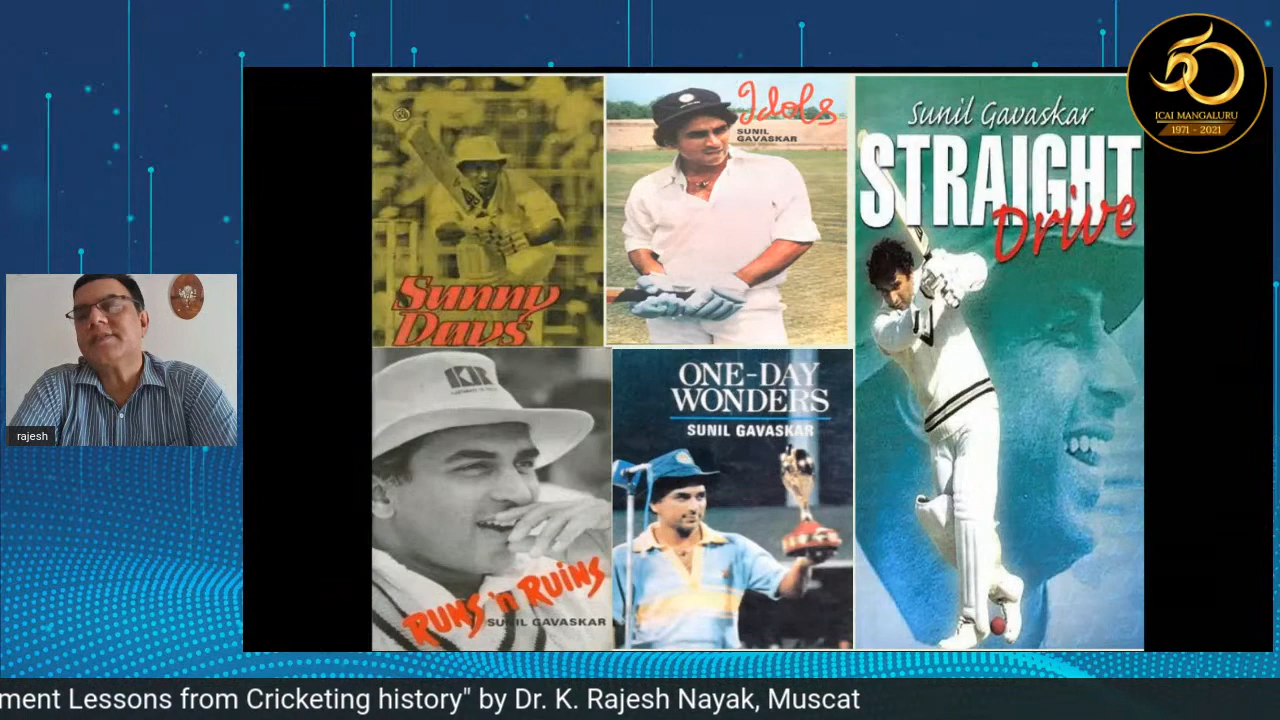 50
ICAI MANGALURU
1971 - 2021
Sunny
Days
Idols
SUNIL
GAVASKAR
Sunil Gavaskar
STRAIGHT
Drive
rajesh
RUNS 'n RUINS
SUNIL GAVASKAR
ONE-DAY
WONDERS
SUNIL GAVASKAR
ment Lessons from Cricketing history" by Dr. K. Rajesh Nayak, Muscat